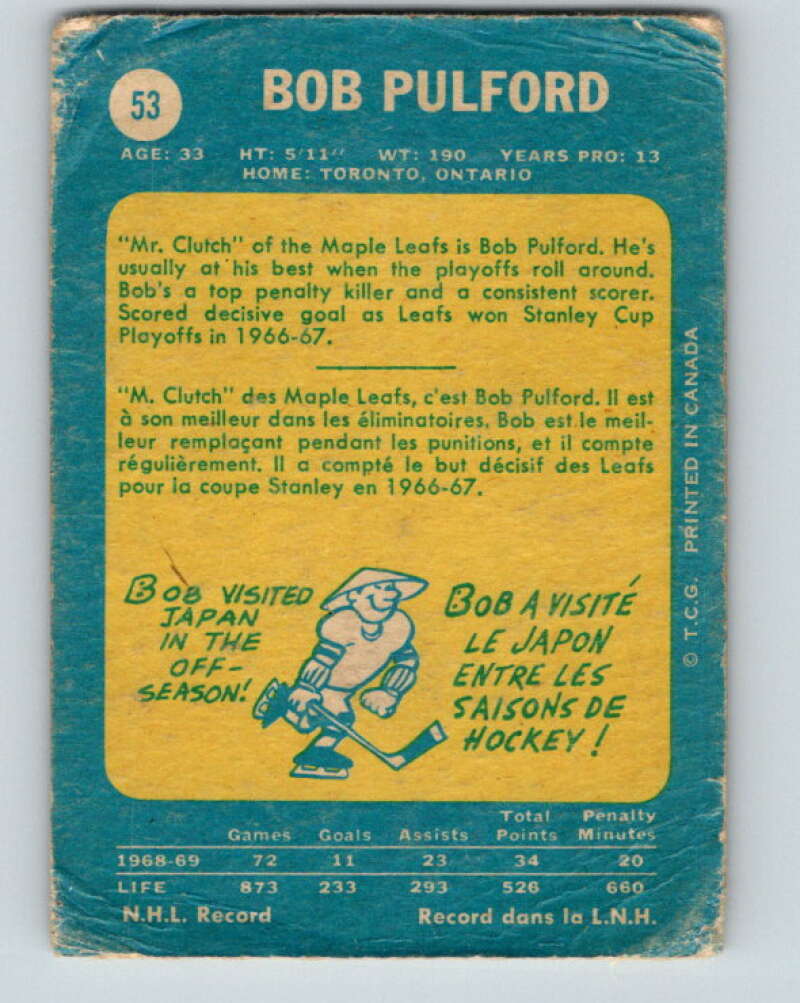 53
BOB PULFORD
AGE: 33 HT: 5'11" WT: 190 YEARS PRO: 13
HOME: TORONTO, ONTARIO
"Mr. Clutch" of the Maple Leafs is Bob Pulford. He's
usually at his best when the playoffs roll around.
Bob's a top penalty killer and a consistent scorer.
Scored decisive goal as Leafs won Stanley Cup
Playoffs in 1966-67.
"M. Clutch" des Maple Leafs, c'est Bob Pulford. Il est
à son meilleur dans les éliminatoires. Bob est le meil-
leur remplaçant pendant les punitions, et il compte
régulièrement. Il a compté le but décisif des Leafs
pour la coupe Stanley en 1966-67.
BOB VISITED
JAPAN
IN THE
OFF-
SEASON!
BOB A VISITÉ
LE JAPON
ENTRE LES
SAISONS DE
HOCKEY!
© T.C.G. PRINTED IN CANADA
Total Penalty
Games Goals Assists Points Minutes
1968-69 72 11 23 34 20
LIFE 873 233 293 526 660
N.H.L. Record Record dans la L.N.H.